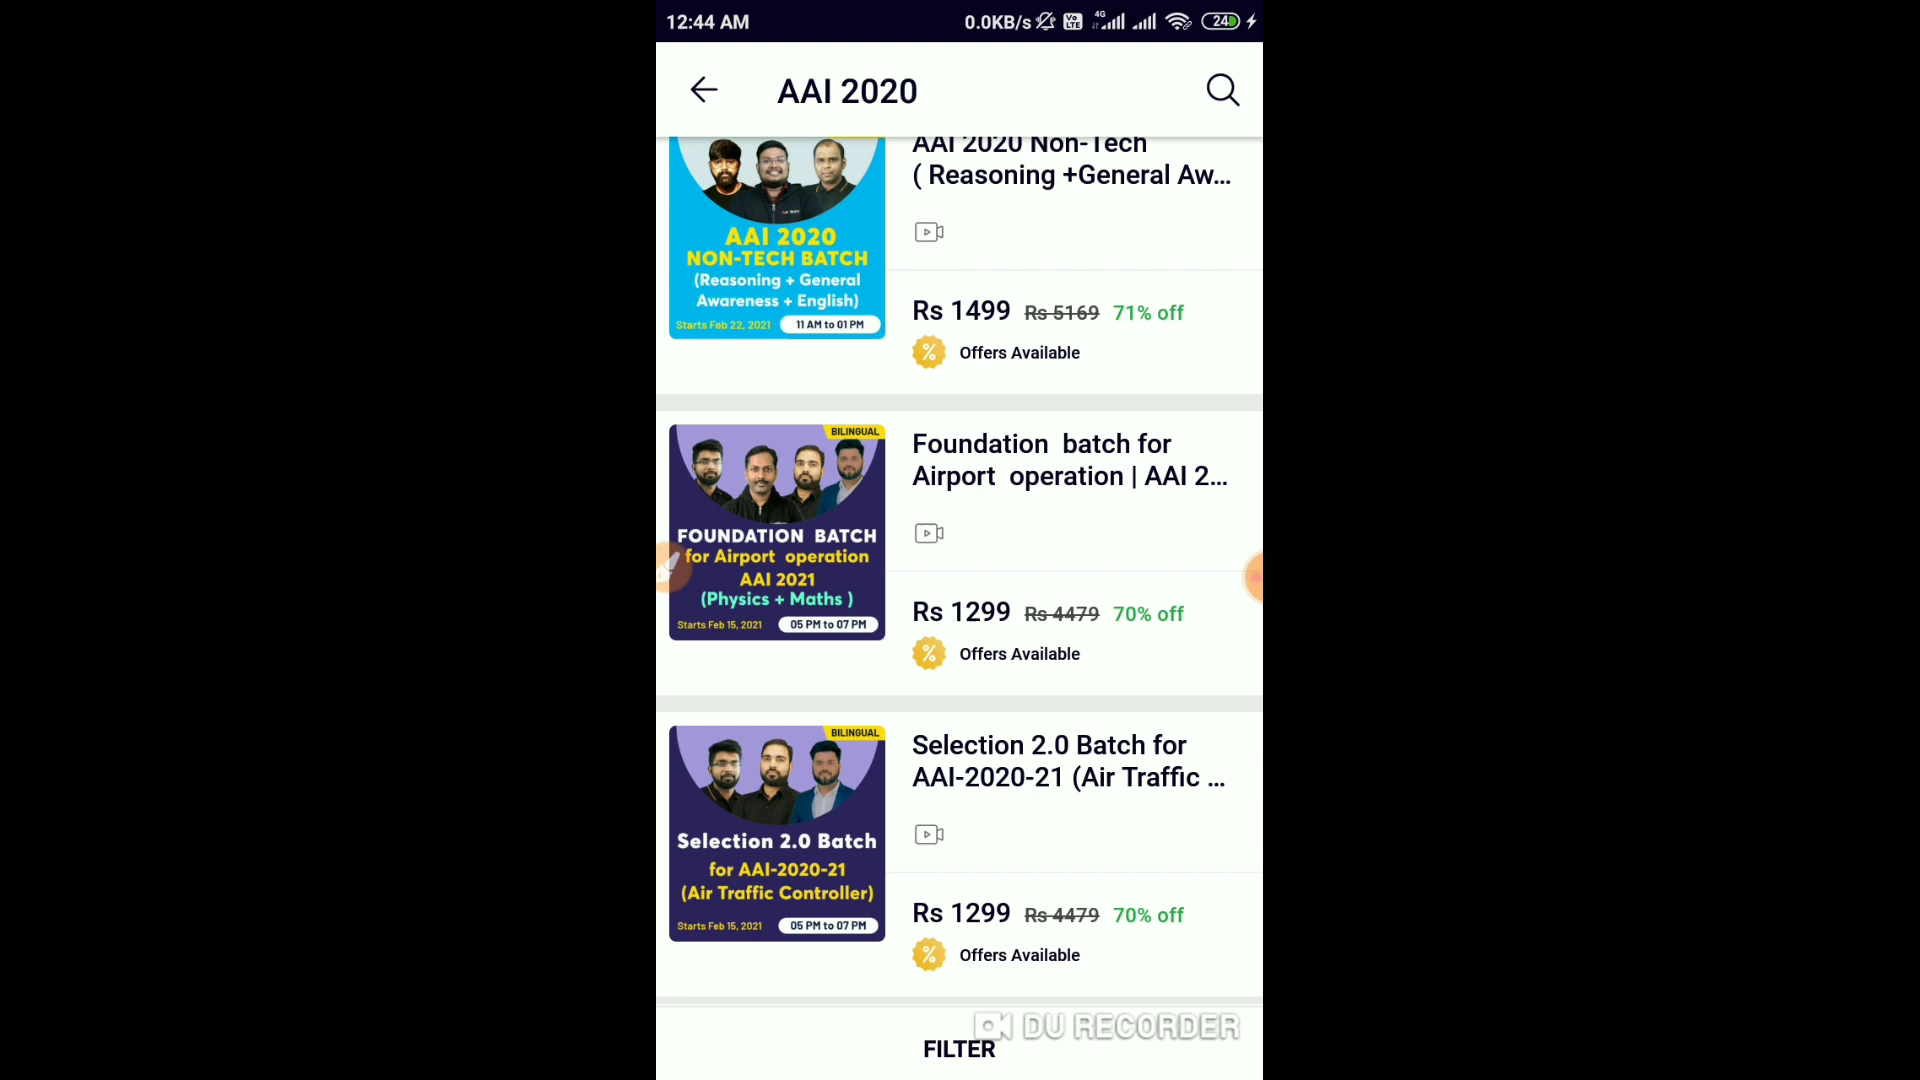 12:44 AM
0.0KB/s
Vo LTE
4G
24
AAI 2020
AAI 2020 Non-Tech
( Reasoning +General Aw...
AAI 2020
NON-TECH BATCH
(Reasoning + General
Awareness + English)
Starts Feb 22, 2021
11 AM to 01 PM
Rs 1499 Rs 5169 71% off
% Offers Available
BILINGUAL
FOUNDATION BATCH
for Airport operation
AAI 2021
(Physics + Maths )
Starts Feb 15, 2021
05 PM to 07 PM
Foundation batch for
Airport operation | AAI 2...
Rs 1299 Rs 4479 70% off
% Offers Available
BILINGUAL
Selection 2.0 Batch
for AAI-2020-21
(Air Traffic Controller)
Starts Feb 15, 2021
05 PM to 07 PM
Selection 2.0 Batch for
AAI-2020-21 (Air Traffic ...
Rs 1299 Rs 4479 70% off
% Offers Available
DU RECORDER
FILTER